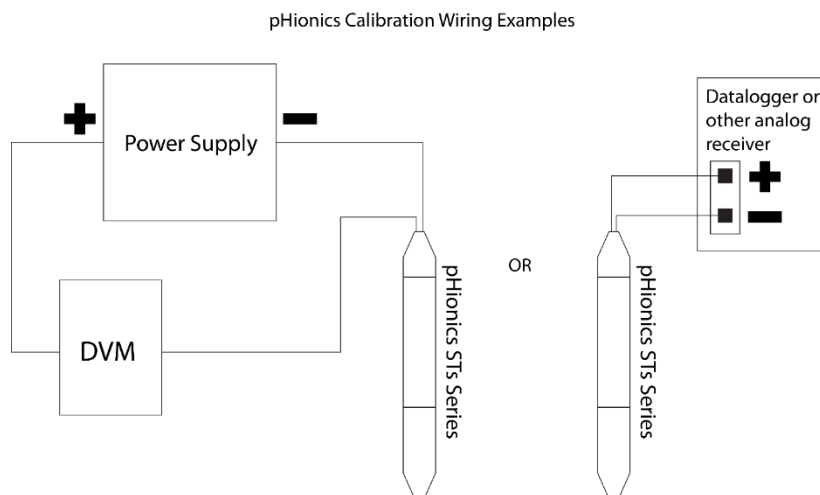 pHionics Calibration Wiring Examples
+
Power Supply
−
DVM
pHionics STs Series
OR
pHionics STs Series
Datalogger or
other analog
receiver
+
−